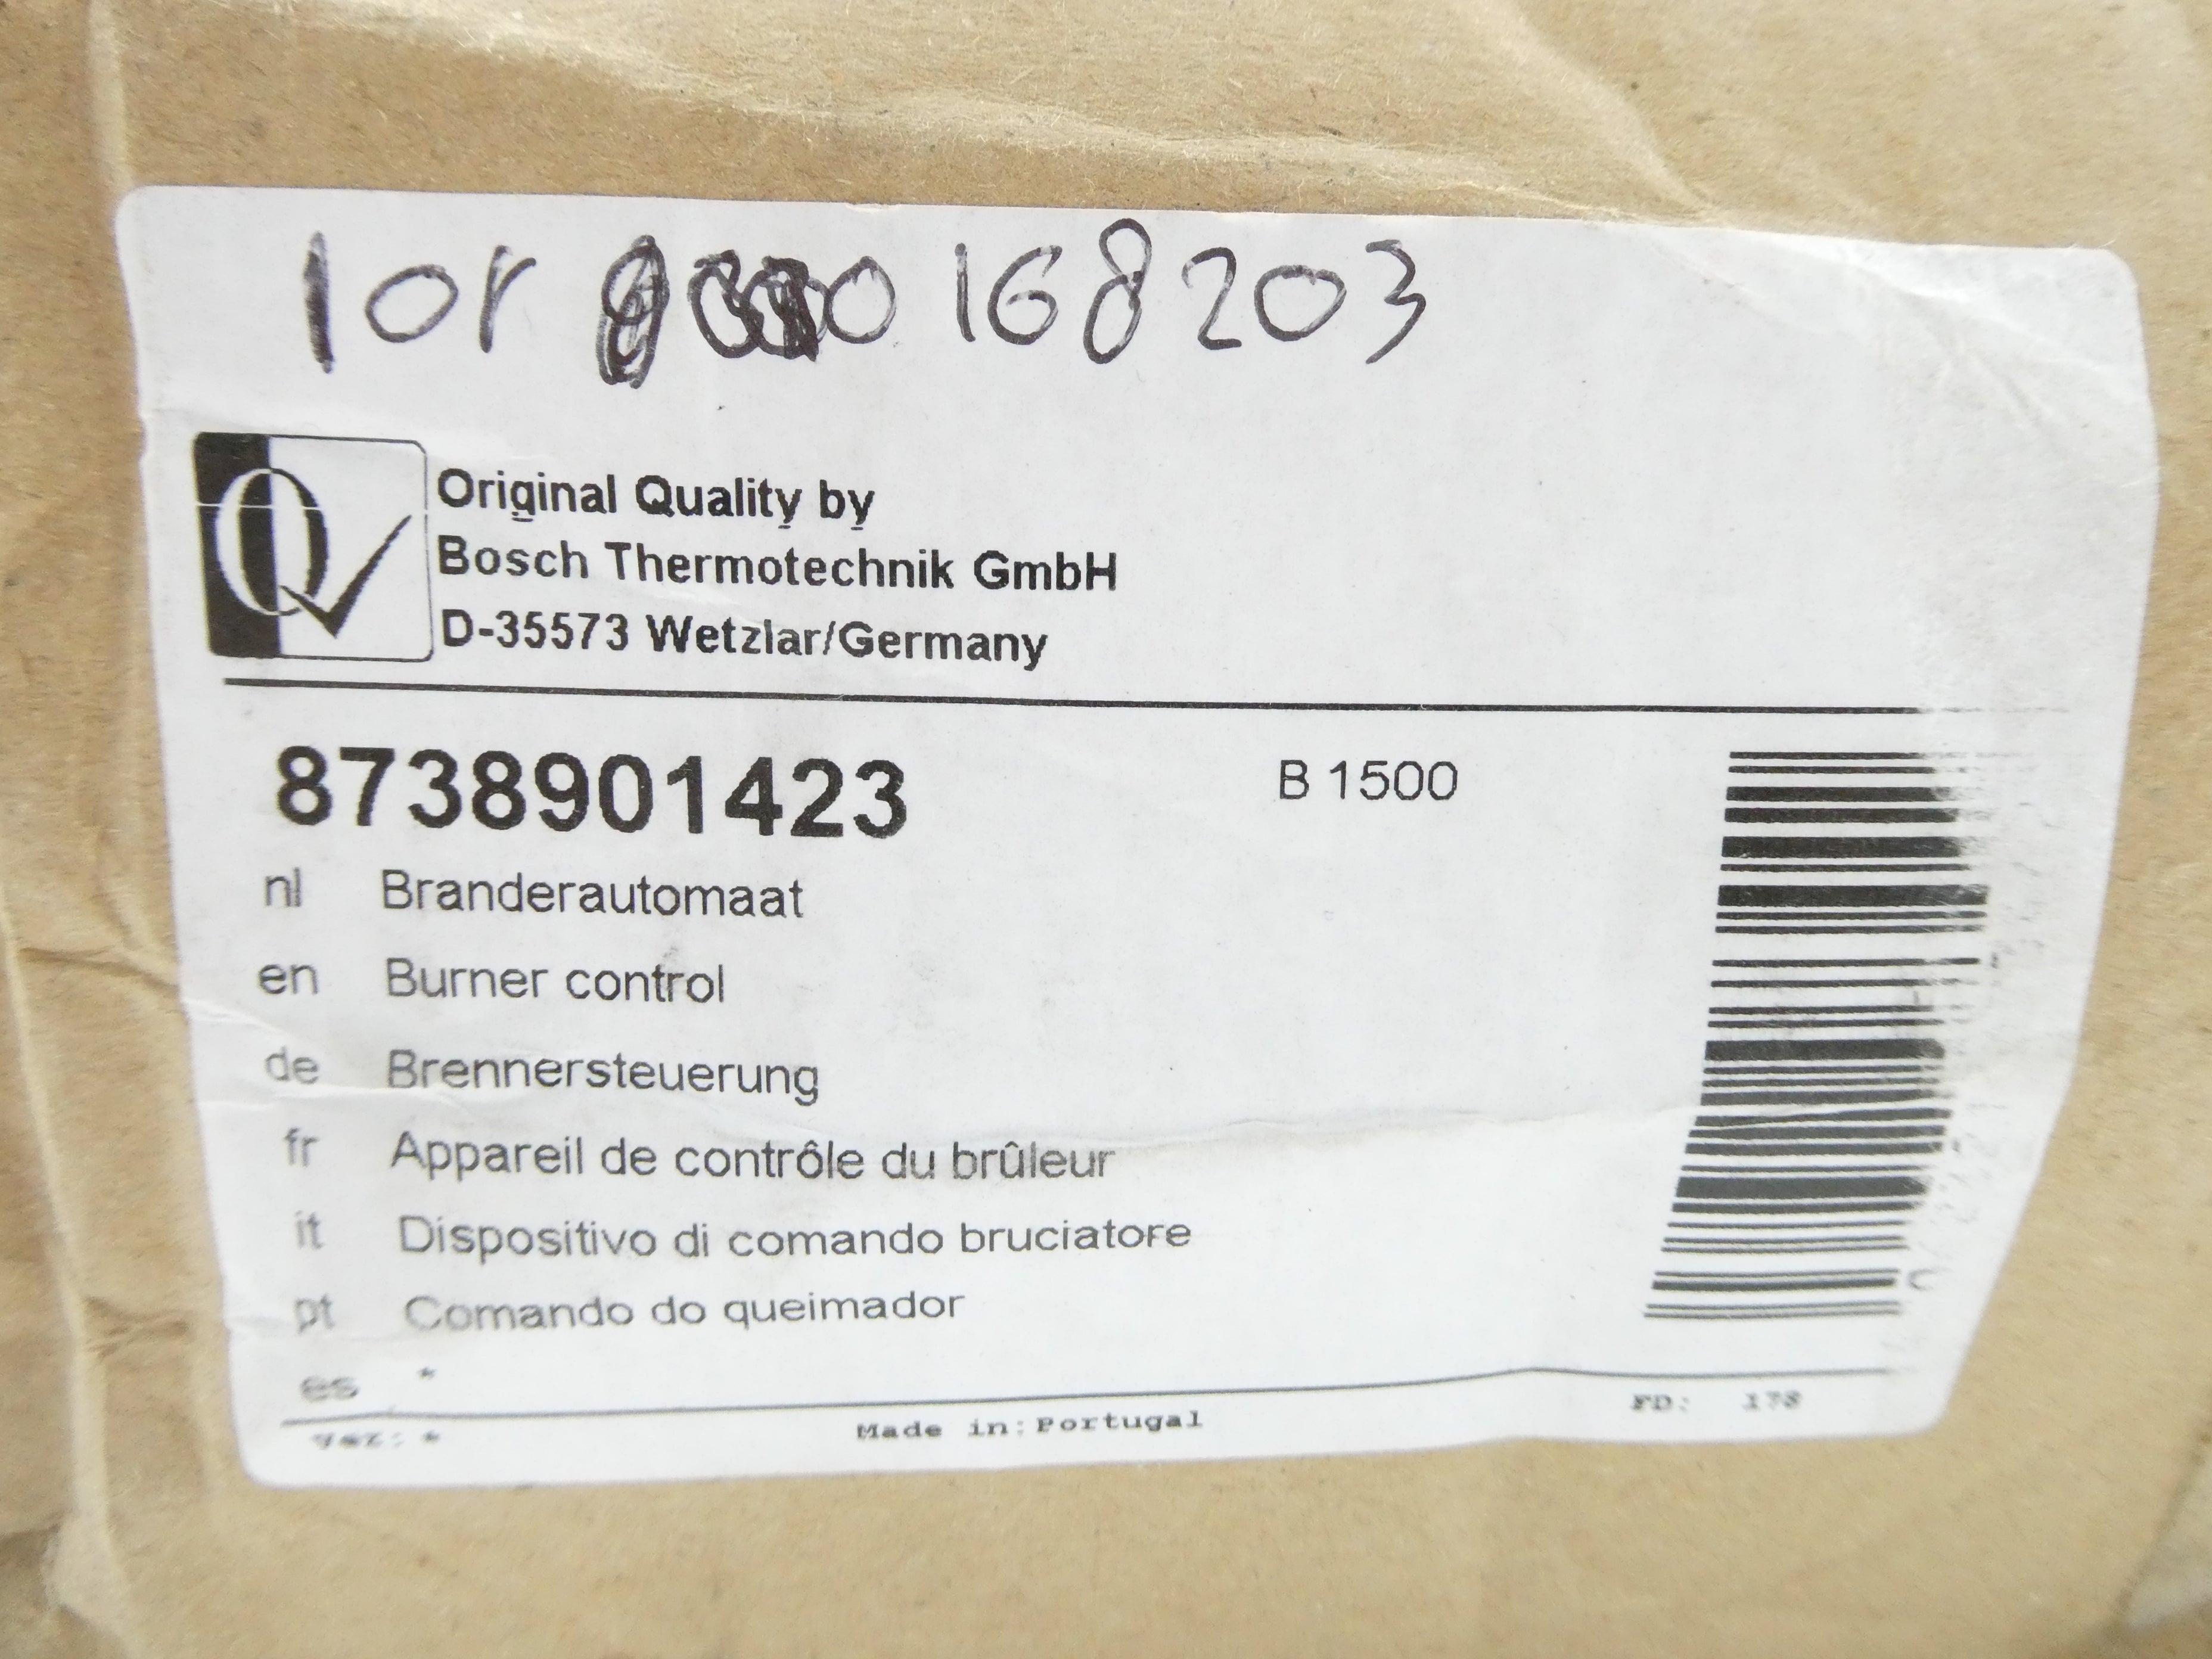 168203
Original Quality by
Bosch Thermotechnik GmbH
D-35573 Wetzlar/Germany
8738901423 B 1500
nl Branderautomaat
en Burner control
de Brennersteuerung
fr Appareil de contrôle du brûleur
it Dispositivo di comando bruciatore
pt Comando do queimador
es *
Made in: Portugal FD: 178